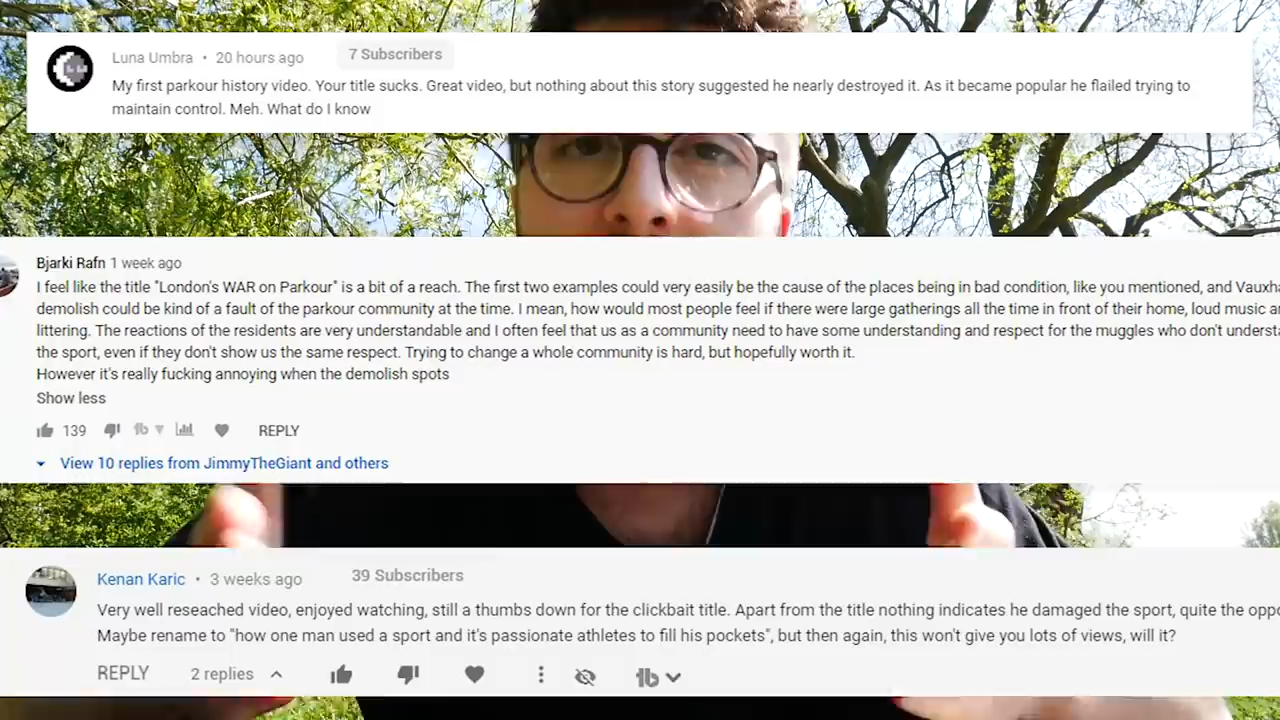 Luna Umbra • 20 hours ago 7 Subscribers
My first parkour history video. Your title sucks. Great video, but nothing about this story suggested he nearly destroyed it. As it became popular he flailed trying to
maintain control. Meh. What do I know
Bjarki Rafn 1 week ago
I feel like the title "London's WAR on Parkour" is a bit of a reach. The first two examples could very easily be the cause of the places being in bad condition, like you mentioned, and
demolish could be kind of a fault of the parkour community at the time. I mean, how would most people feel if there were large gatherings all the time in front of their home, loud music
littering. The reactions of the residents are very understandable and I often feel that us as a community need to have some understanding and respect for the muggles who don't
the sport, even if they don't show us the same respect. Trying to change a whole community is hard, but hopefully worth it.
However it's really fucking annoying when the demolish spots
Show less
139 REPLY
View 10 replies from JimmyTheGiant and others
Kenan Karic • 3 weeks ago 39 Subscribers
Very well reseached video, enjoyed watching, still a thumbs down for the clickbait title. Apart from the title nothing indicates he damaged the sport, quite the
Maybe rename to "how one man used a sport and it's passionate athletes to fill his pockets", but then again, this won't give you lots of views, will it?
REPLY 2 replies